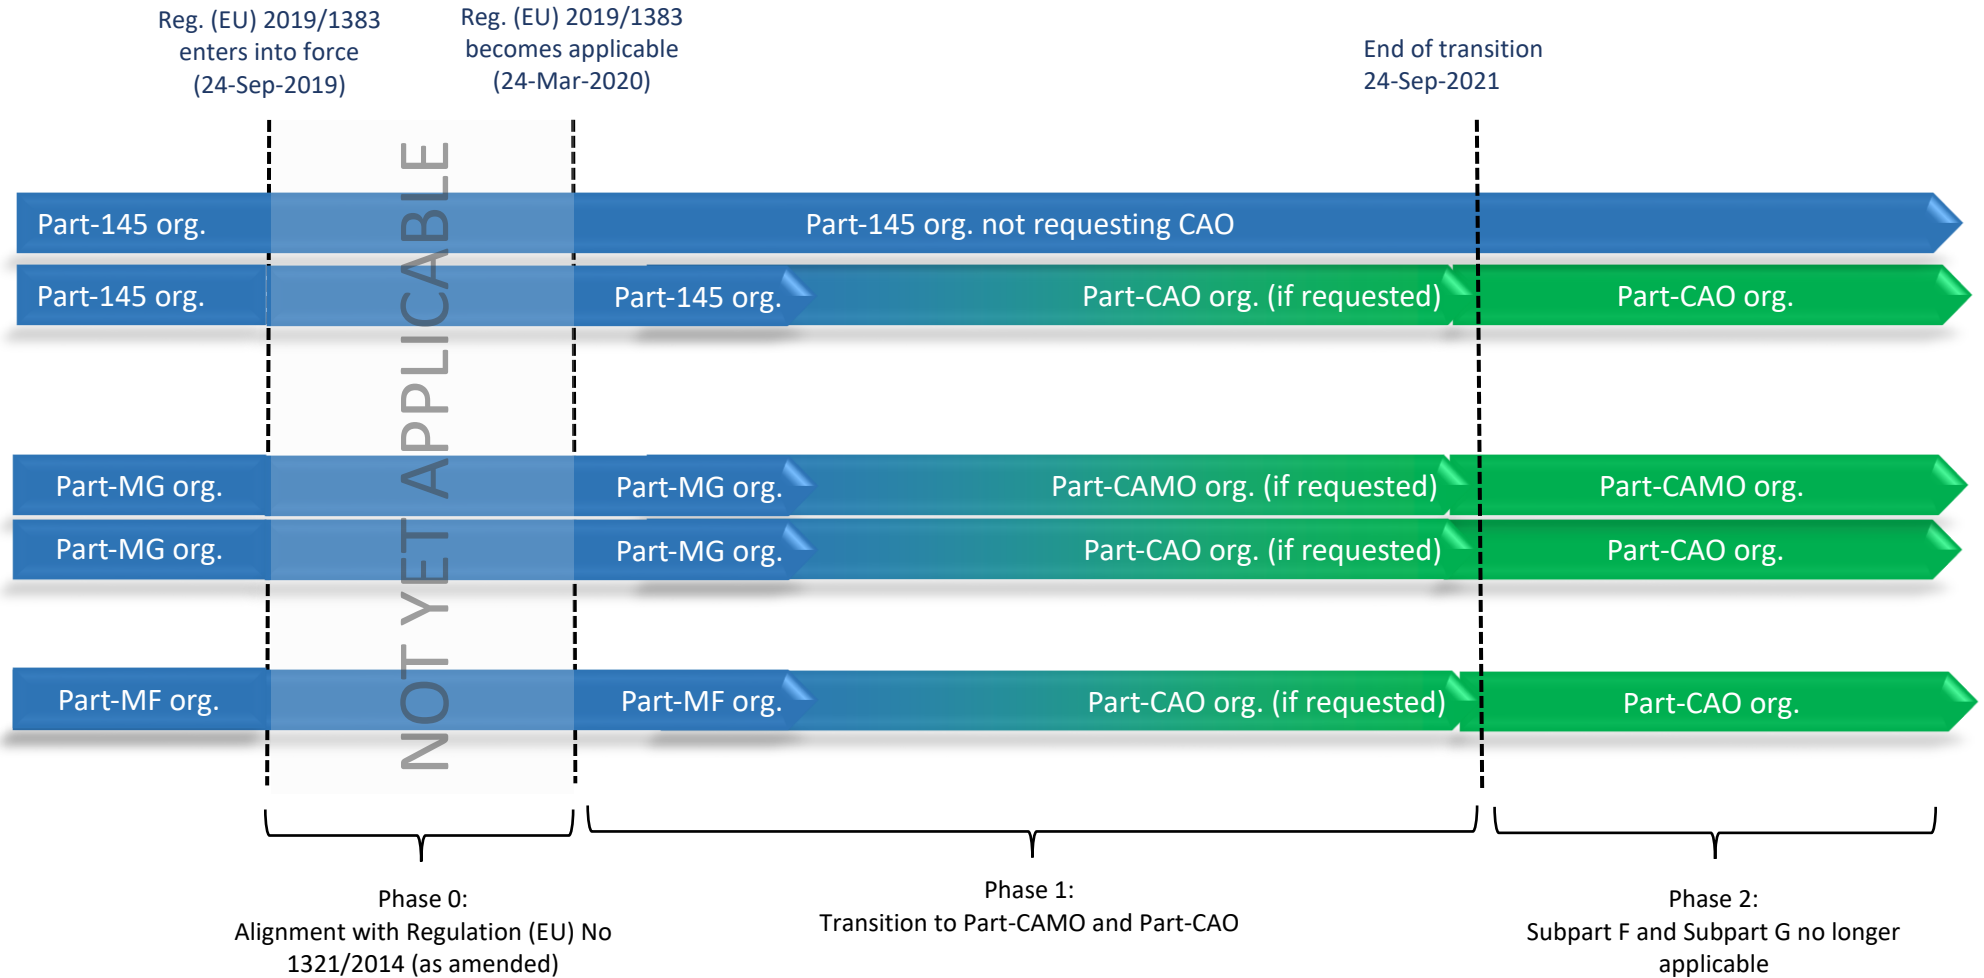 Reg. (EU) 2019/1383
enters into force
(24-Sep-2019)
Reg. (EU) 2019/1383
becomes applicable
(24-Mar-2020)
End of transition
24-Sep-2021
NOT YET APPLICABLE
Part-145 org.
Part-145 org. not requesting CAO
Part-145 org.
Part-145 org.
Part-CAO org. (if requested)
Part-CAO org.
Part-MG org.
Part-MG org.
Part-CAMO org. (if requested)
Part-CAMO org.
Part-MG org.
Part-MG org.
Part-CAO org. (if requested)
Part-CAO org.
Part-MF org.
Part-MF org.
Part-CAO org. (if requested)
Part-CAO org.
Phase 0:
Alignment with Regulation (EU) No
1321/2014 (as amended)
Phase 1:
Transition to Part-CAMO and Part-CAO
Phase 2:
Subpart F and Subpart G no longer
applicable